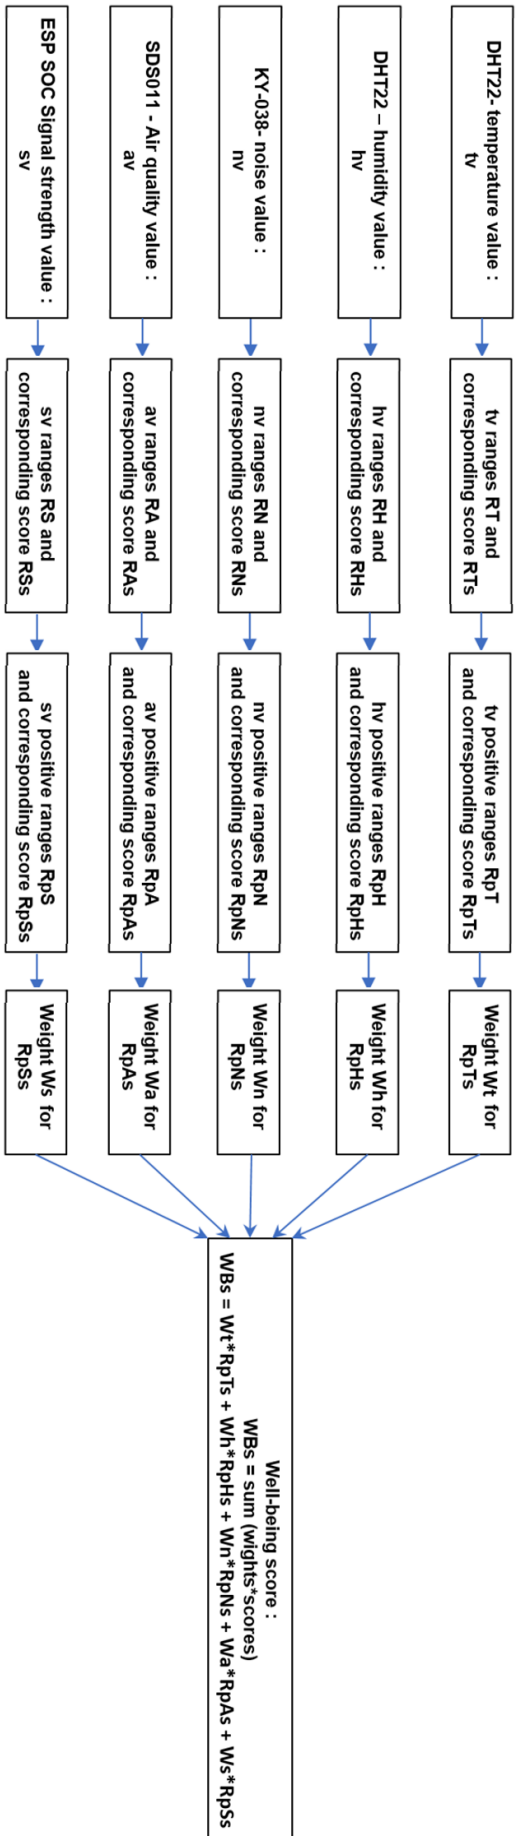 DHT22- temperature value :
tv
tv ranges RT and
corresponding score RTs
tv positive ranges RpT
and corresponding score RpTs
Weight Wt for
RpTs
DHT22 – humidity value :
hv
hv ranges RH and
corresponding score RHs
hv positive ranges RpH
and corresponding score RpHs
Weight Wh for
RpHs
KY-038- noise value :
nv
nv ranges RN and
corresponding score RNs
nv positive ranges RpN
and corresponding score RpNs
Weight Wn for
RpNs
SDS011 - Air quality value :
av
av ranges RA and
corresponding score RAs
av positive ranges RpA
and corresponding score RpAs
Weight Wa for
RpAs
ESP SOC Signal strength value :
sv
sv ranges RS and
corresponding score RSs
sv positive ranges RpS
and corresponding score RpSs
Weight Ws for
RpSs
Well-being score :
WBs = sum (wights*scores)
WBs = Wt*RpTs + Wh*RpHs + Wn*RpNs + Wa*RpAs + Ws*RpSs